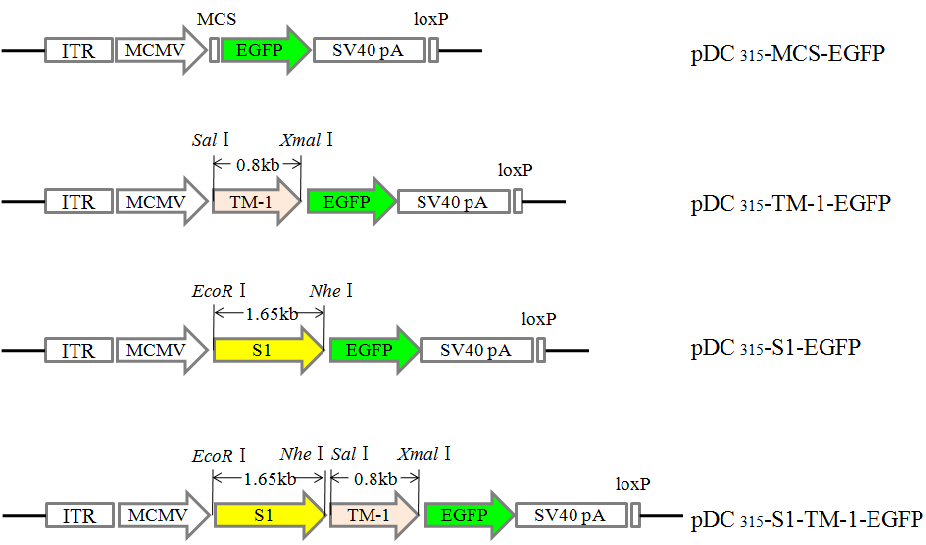 MCS loxP
ITR MCMV EGFP SV40 pA pDC 315-MCS-EGFP
Sal Ⅰ Xmal Ⅰ
0.8kb loxP
ITR MCMV TM-1 EGFP SV40 pA pDC 315-TM-1-EGFP
EcoR Ⅰ Nhe Ⅰ
1.65kb loxP
ITR MCMV S1 EGFP SV40 pA pDC 315-S1-EGFP
EcoR Ⅰ Nhe Ⅰ Sal Ⅰ Xmal Ⅰ
1.65kb 0.8kb loxP
ITR MCMV S1 TM-1 EGFP SV40 pA pDC 315-S1-TM-1-EGFP